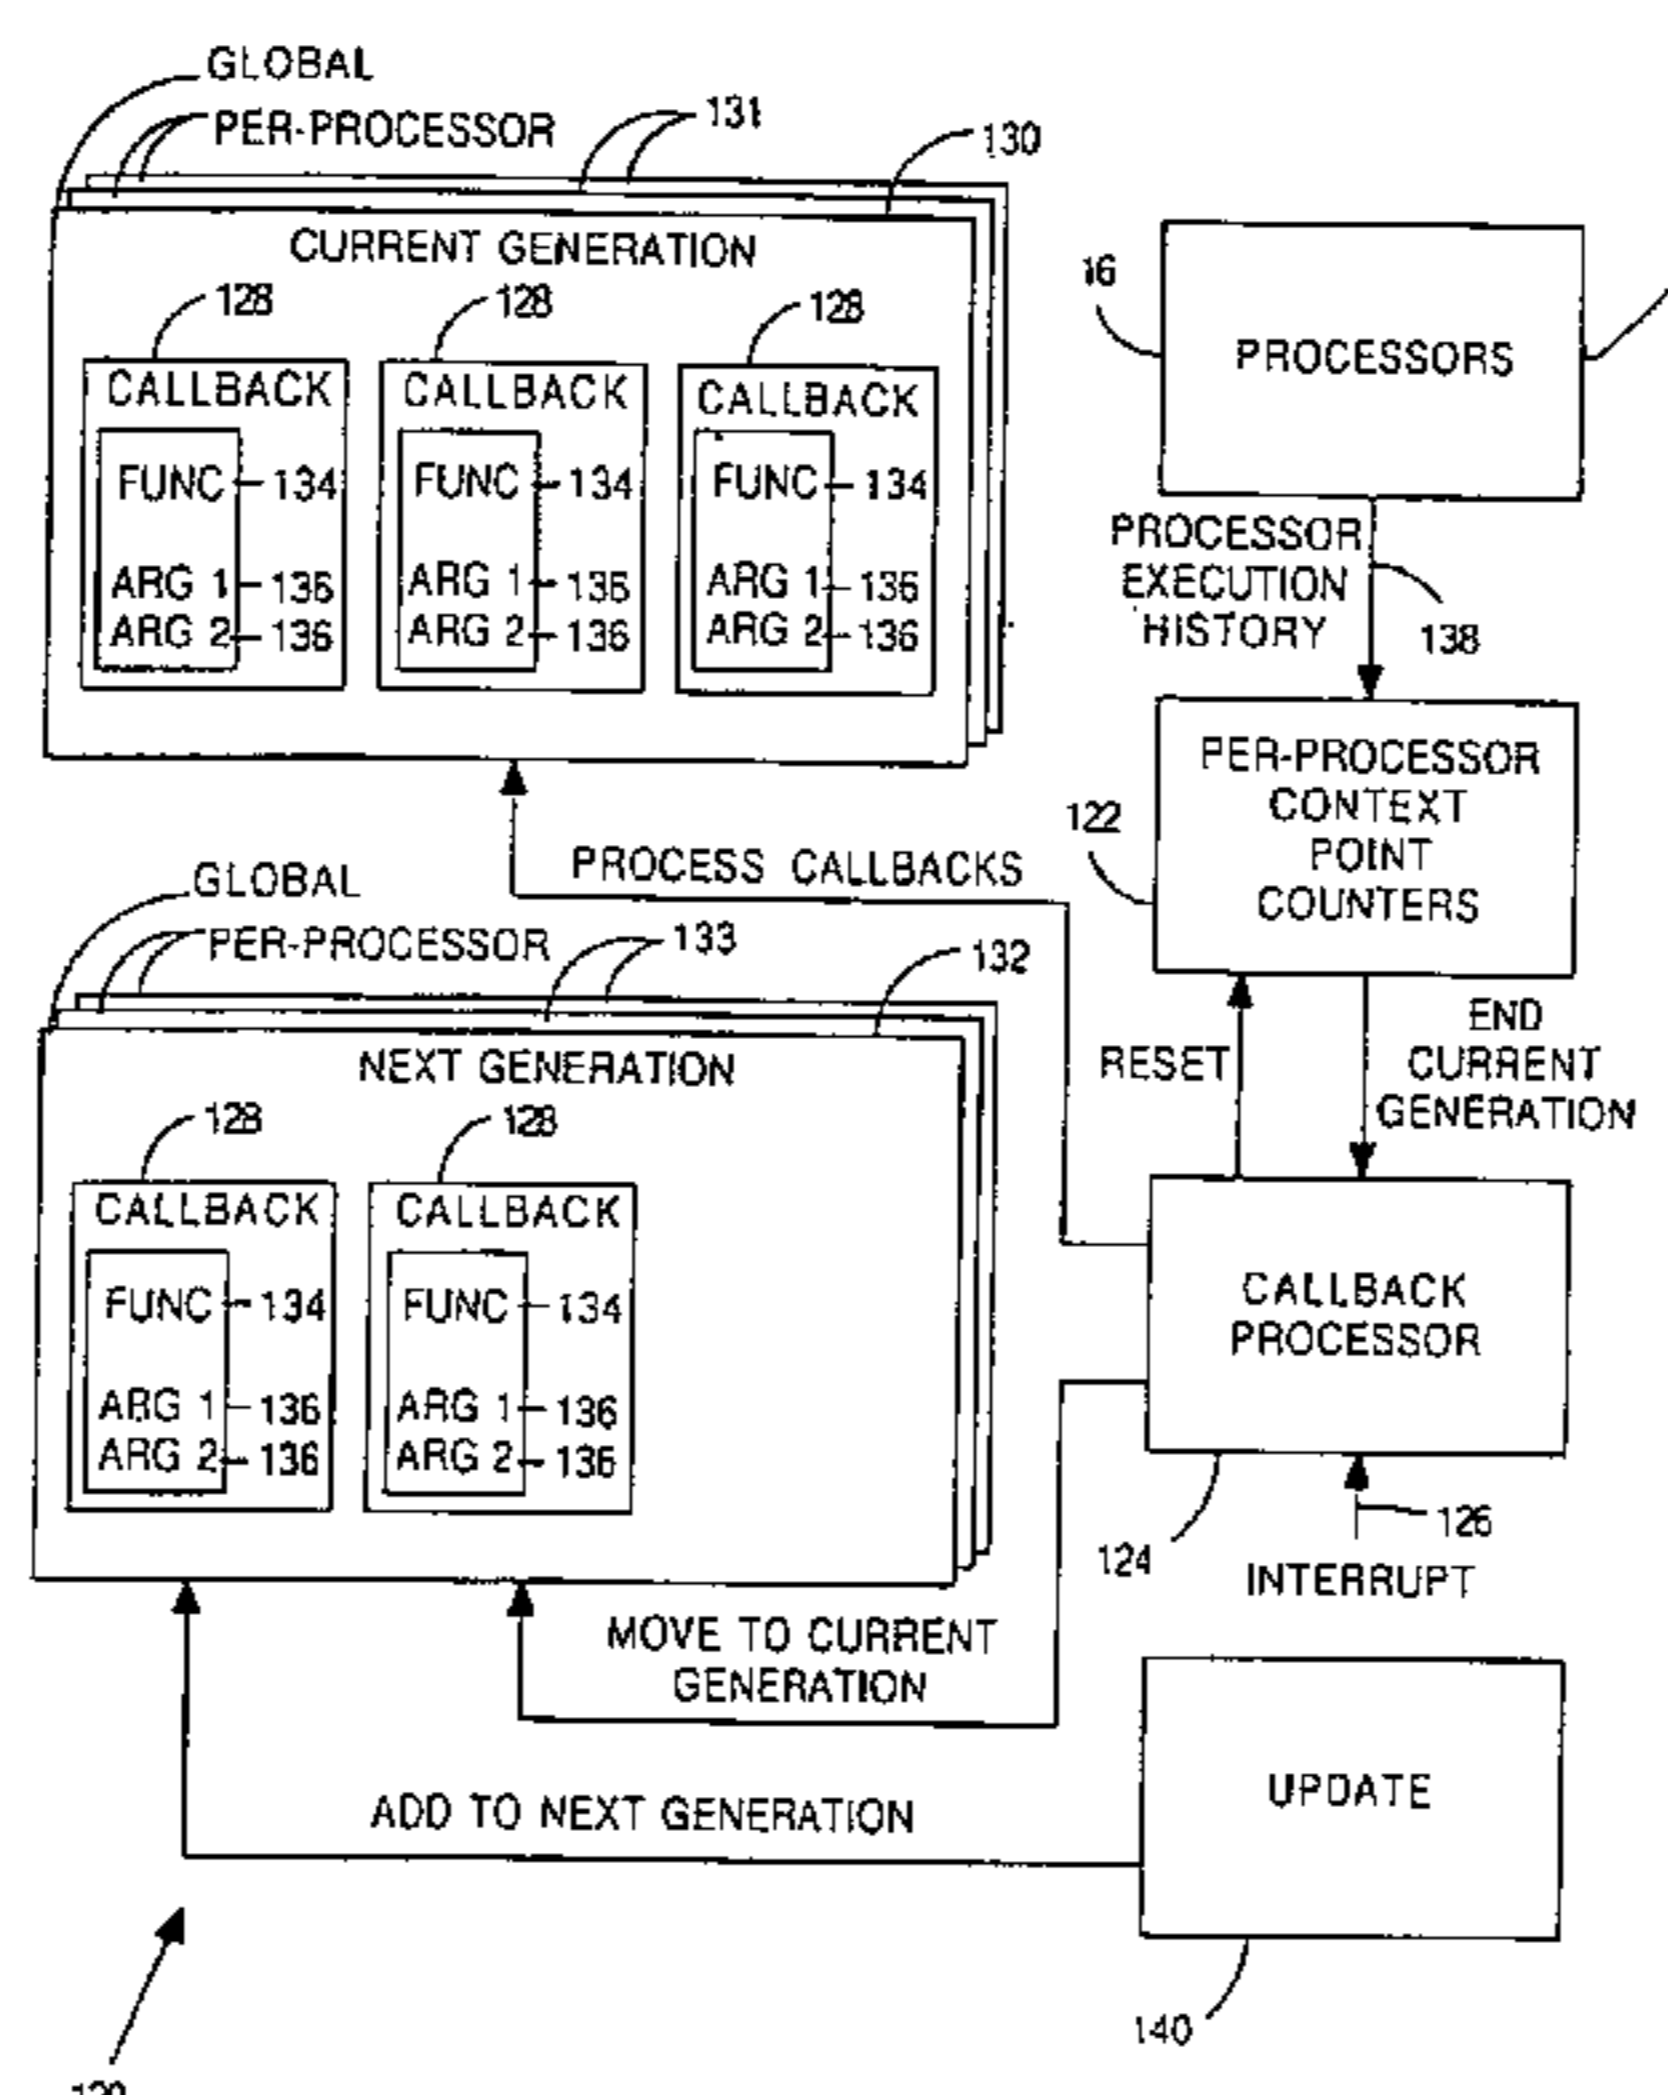 GLOBAL
PER-PROCESSOR
131
130
CURRENT GENERATION
128
128
128
CALLBACK
FUNC
134
ARG 1
136
ARG 2
136
CALLBACK
FUNC
134
ARG 1
136
ARG 2
136
CALLBACK
FUNC
134
ARG 1
136
ARG 2
136
16
PROCESSORS
PROCESSOR
EXECUTION
HISTORY
138
122
PER-PROCESSOR
CONTEXT
POINT
COUNTERS
PROCESS CALLBACKS
GLOBAL
PER-PROCESSOR
133
132
NEXT GENERATION
128
128
CALLBACK
FUNC
134
ARG 1
136
ARG 2
136
CALLBACK
FUNC
134
ARG 1
136
ARG 2
136
RESET
END
CURRENT
GENERATION
CALLBACK
PROCESSOR
124
126
INTERRUPT
MOVE TO CURRENT
GENERATION
ADD TO NEXT GENERATION
UPDATE
140